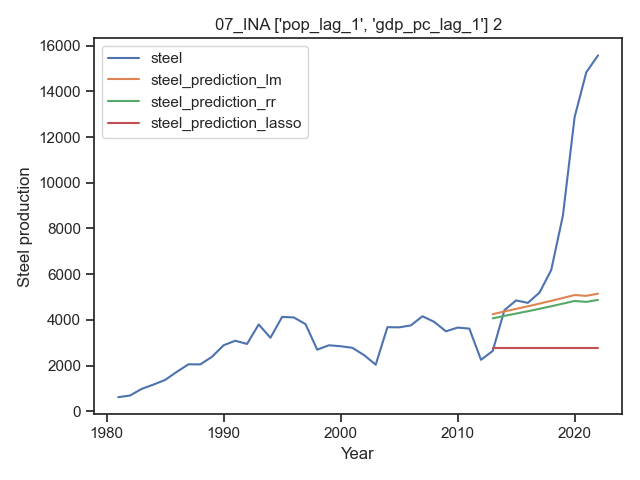 07_INA ['pop_lag_1', 'gdp_pc_lag_1'] 2
steel
steel_prediction_lm
steel_prediction_rr
steel_prediction_lasso
16000
14000
12000
10000
8000
6000
4000
2000
0
Steel production
1980
1990
2000
2010
2020
Year